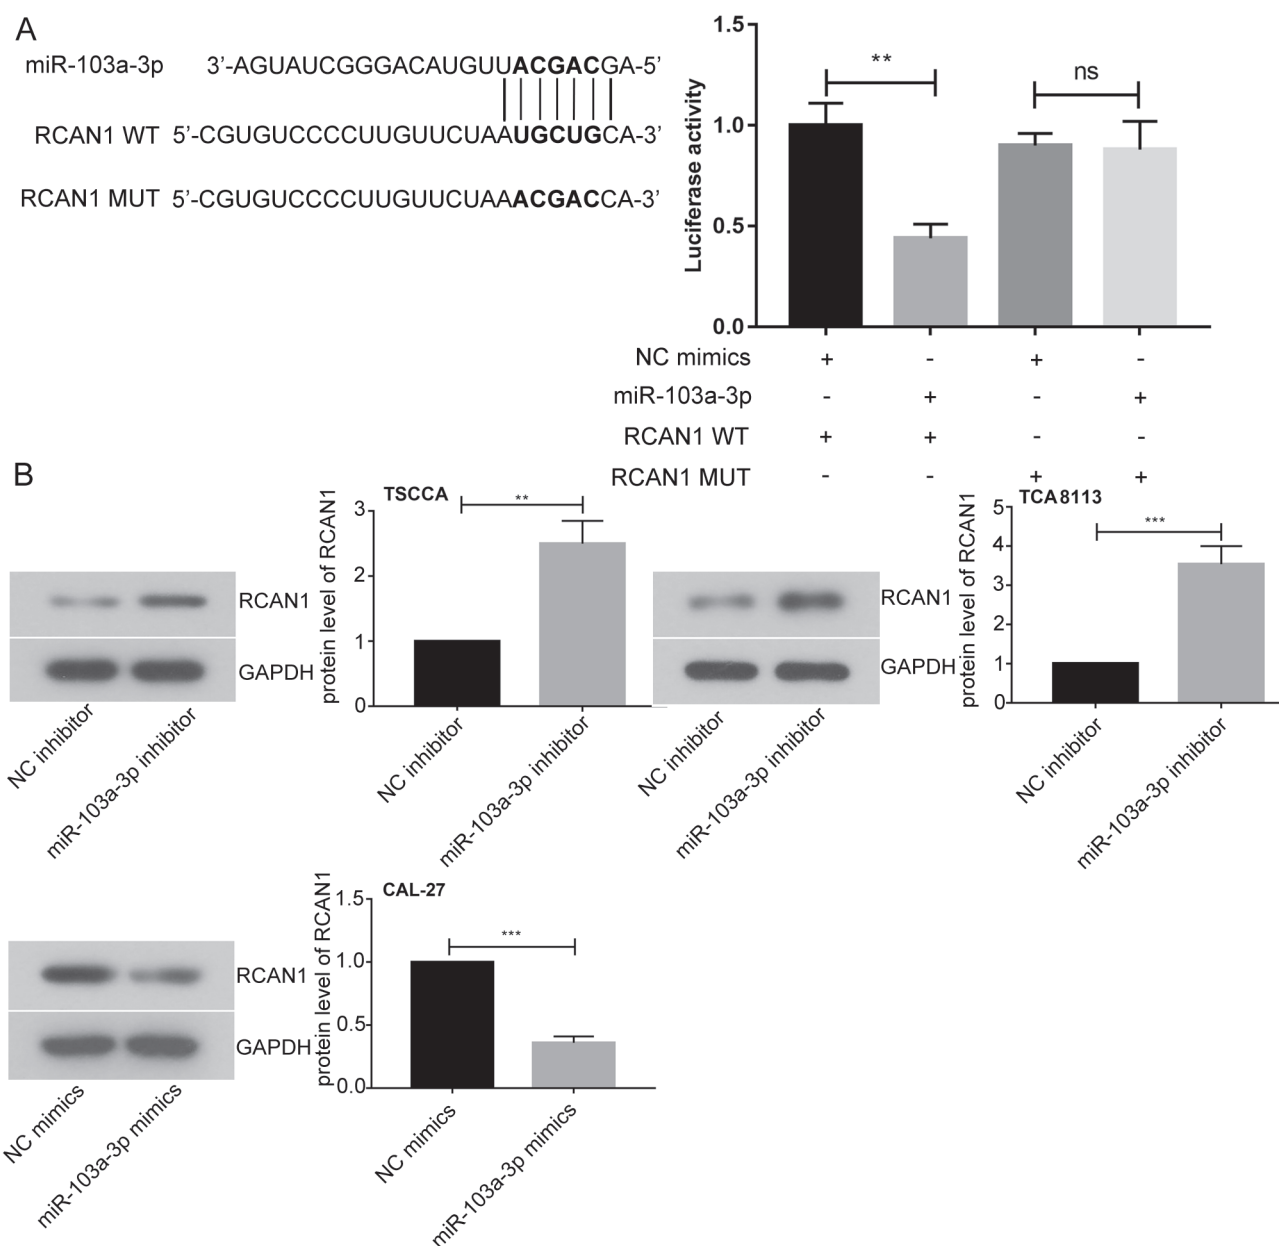 A
miR-103a-3p 3’-AGUAUCGGGACAUGUUACGACGA-5’
RCAN1 WT 5’-CGUGUCCCCUUGUUCUAAUGCUGCA-3’
RCAN1 MUT 5’-CGUGUCCCCUUGUUCUAAACGACCA-3’
Luciferase activity
1.5
1.0
0.5
0.0
**
ns
NC mimics + - + -
miR-103a-3p - + - +
RCAN1 WT + + - -
RCAN1 MUT - - + +
B
RCAN1
GAPDH
NC inhibitor
miR-103a-3p inhibitor
TSCCA
protein level of RCAN1
3
2
1
0
**
NC inhibitor
miR-103a-3p inhibitor
RCAN1
GAPDH
NC inhibitor
miR-103a-3p inhibitor
TCA8113
protein level of RCAN1
5
4
3
2
1
0
***
NC inhibitor
miR-103a-3p inhibitor
RCAN1
GAPDH
NC mimics
miR-103a-3p mimics
CAL-27
protein level of RCAN1
1.5
1.0
0.5
0.0
***
NC mimics
miR-103a-3p mimics